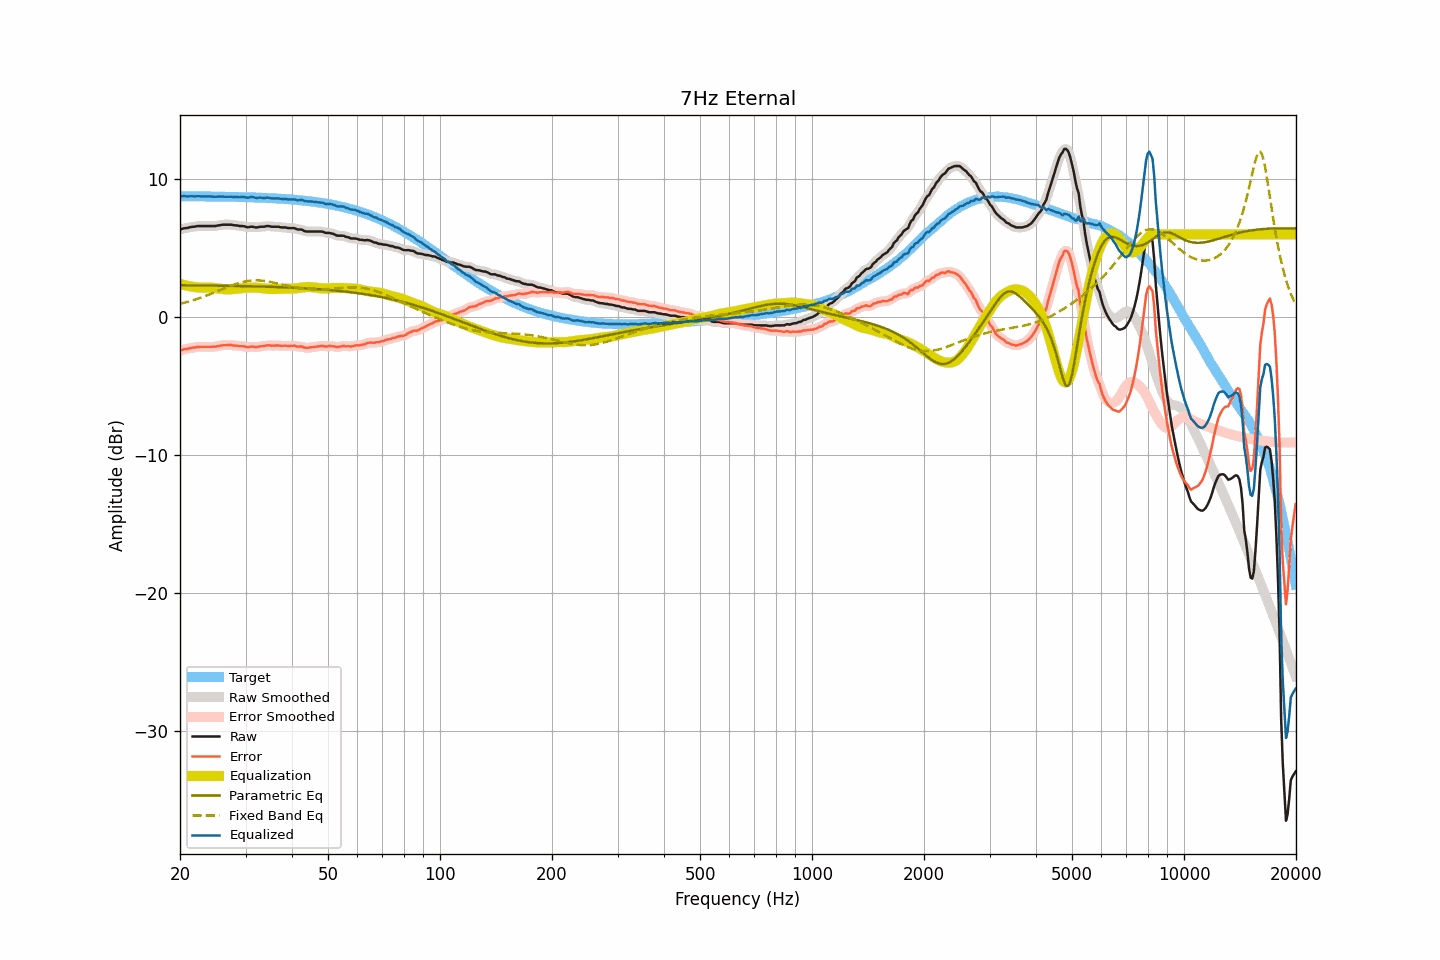 7Hz Eternal
10
0
−10
−20
−30
Amplitude (dBr)
Target
Raw Smoothed
Error Smoothed
Raw
Error
Equalization
Parametric Eq
Fixed Band Eq
Equalized
20 50 100 200 500 1000 2000 5000 10000 20000
Frequency (Hz)